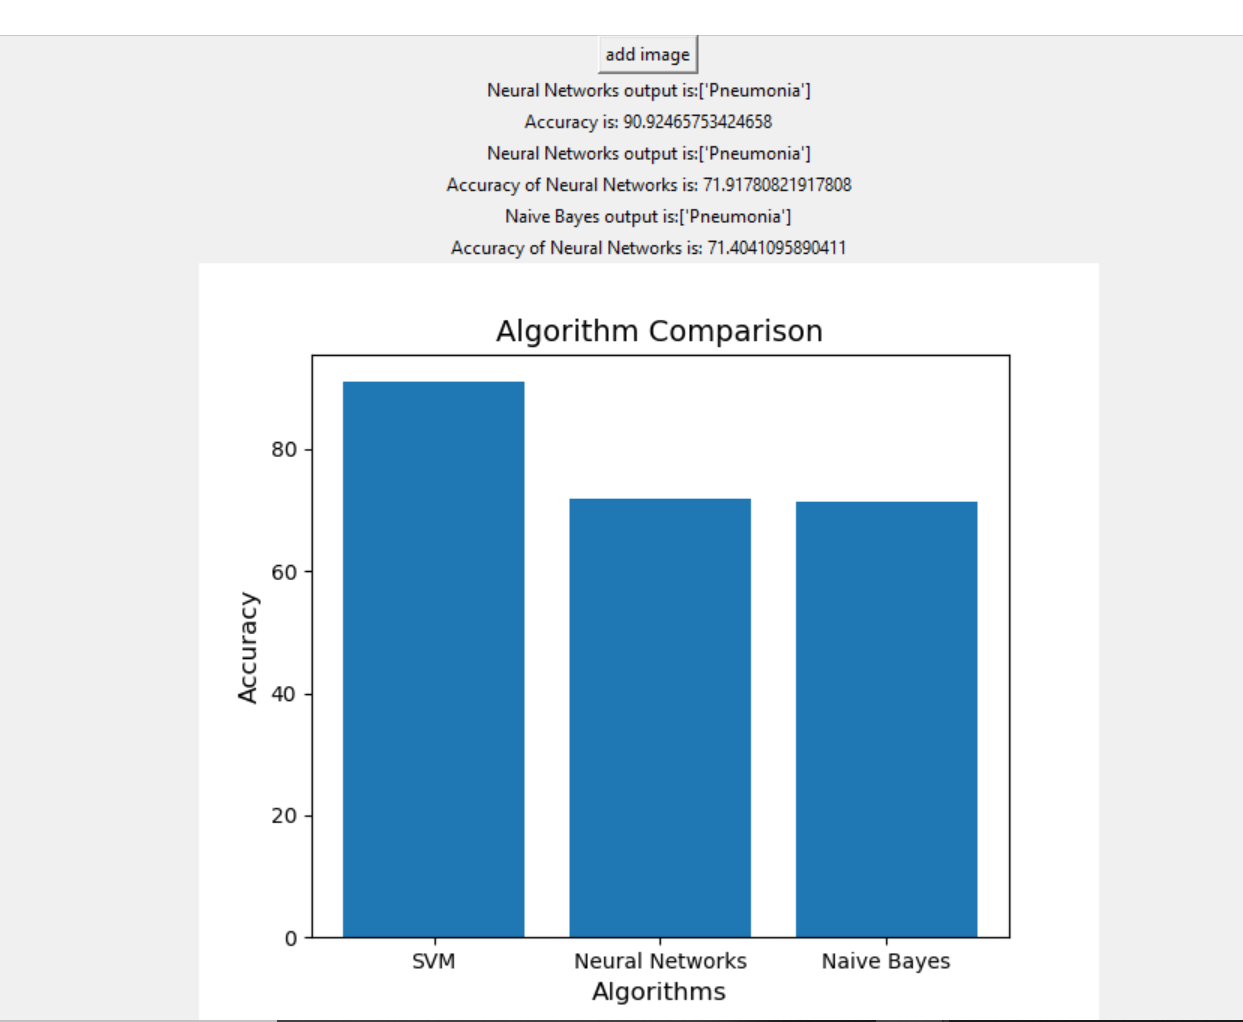 add image
Neural Networks output is:['Pneumonia']
Accuracy is: 90.92465753424658
Neural Networks output is:['Pneumonia']
Accuracy of Neural Networks is: 71.91780821917808
Naive Bayes output is:['Pneumonia']
Accuracy of Neural Networks is: 71.4041095890411
Algorithm Comparison
80
60
40
20
0
Accuracy
SVM Neural Networks Naive Bayes
Algorithms